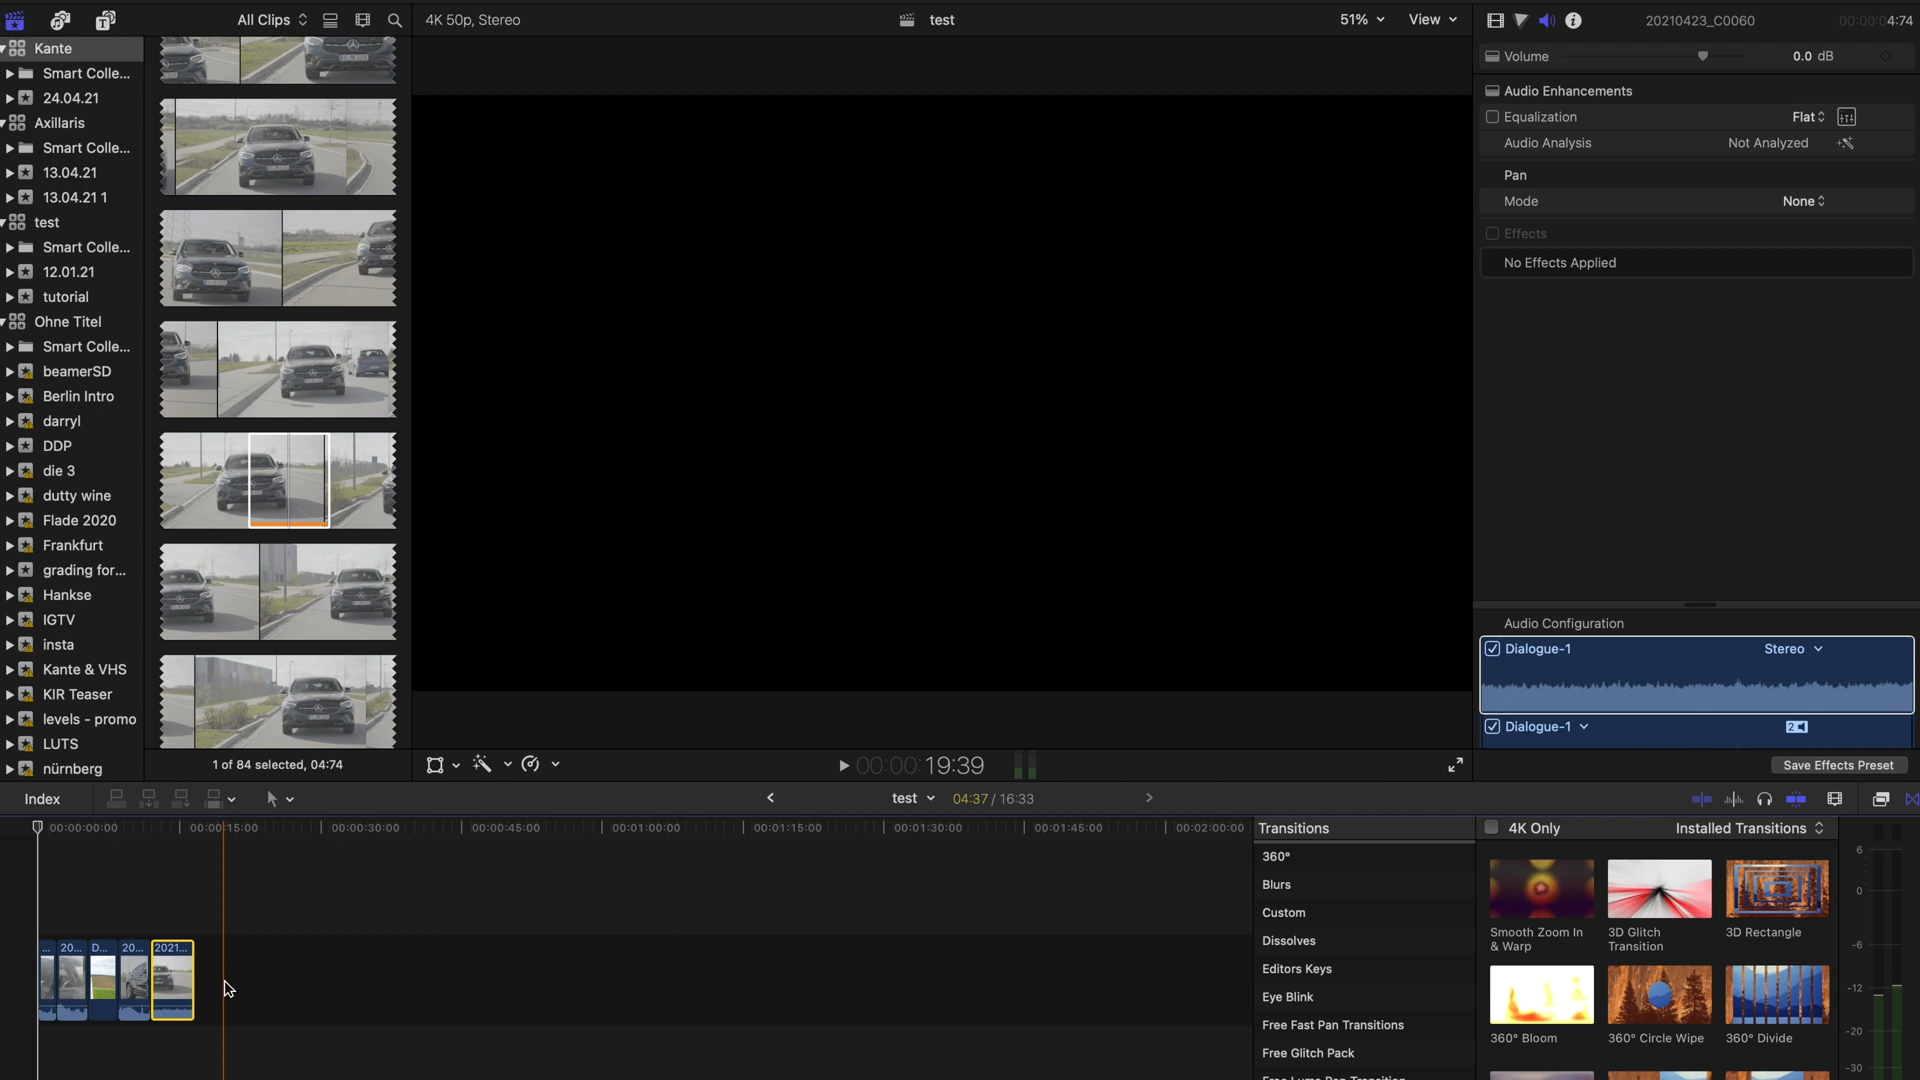 All Clips
4K 50p, Stereo
test
51%
View
20210423_C0060
00:00:04:74
Kante
Smart Colle...
24.04.21
Axillaris
Smart Colle...
13.04.21
13.04.21 1
test
Smart Colle...
12.01.21
tutorial
Ohne Titel
Smart Colle...
beamerSD
Berlin Intro
darryl
DDP
die 3
dutty wine
Flade 2020
Frankfurt
grading for...
Hankse
IGTV
insta
Kante & VHS
KIR Teaser
levels - promo
LUTS
nürnberg
1 of 84 selected, 04:74
00:00:19:39
Volume
0.0 dB
Audio Enhancements
Equalization
Flat
Audio Analysis
Not Analyzed
Pan
Mode
None
Effects
No Effects Applied
Audio Configuration
Dialogue-1
Stereo
Dialogue-1
2
Save Effects Preset
Index
test
04:37 / 16:33
00:00:00:00
00:00:15:00
00:00:30:00
00:00:45:00
00:01:00:00
00:01:15:00
00:01:30:00
00:01:45:00
00:02:00:00
...
20...
D...
20...
2021...
Transitions
360°
Blurs
Custom
Dissolves
Editors Keys
Eye Blink
Free Fast Pan Transitions
Free Glitch Pack
4K Only
Installed Transitions
Smooth Zoom In & Warp
3D Glitch Transition
3D Rectangle
360° Bloom
360° Circle Wipe
360° Divide
6
0
-6
-12
-20
-30